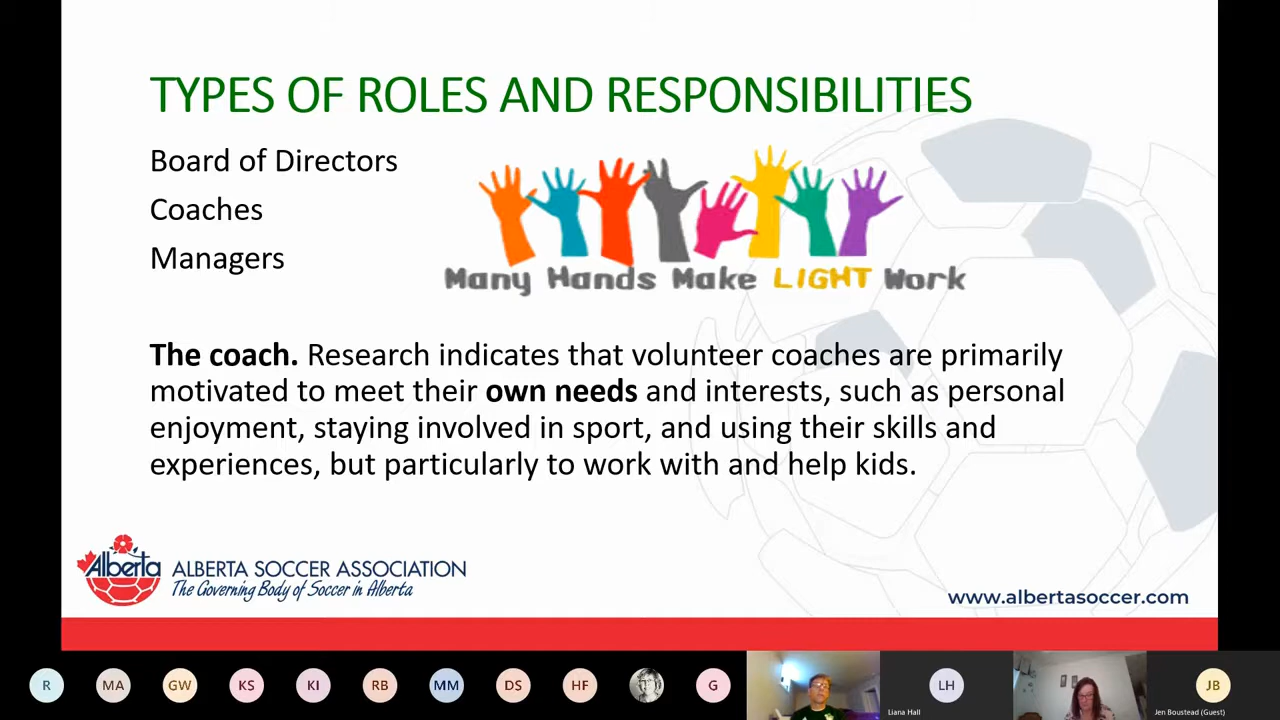 TYPES OF ROLES AND RESPONSIBILITIES
Board of Directors
Coaches
Managers
Many Hands Make LIGHT Work
The coach. Research indicates that volunteer coaches are primarily
motivated to meet their own needs and interests, such as personal
enjoyment, staying involved in sport, and using their skills and
experiences, but particularly to work with and help kids.
Alberta
ALBERTA SOCCER ASSOCIATION
The Governing Body of Soccer in Alberta
www.albertasoccer.com
R MA GW KS KI RB MM DS HF G LH JB
Liana Hall
Jen Boustead (Guest)